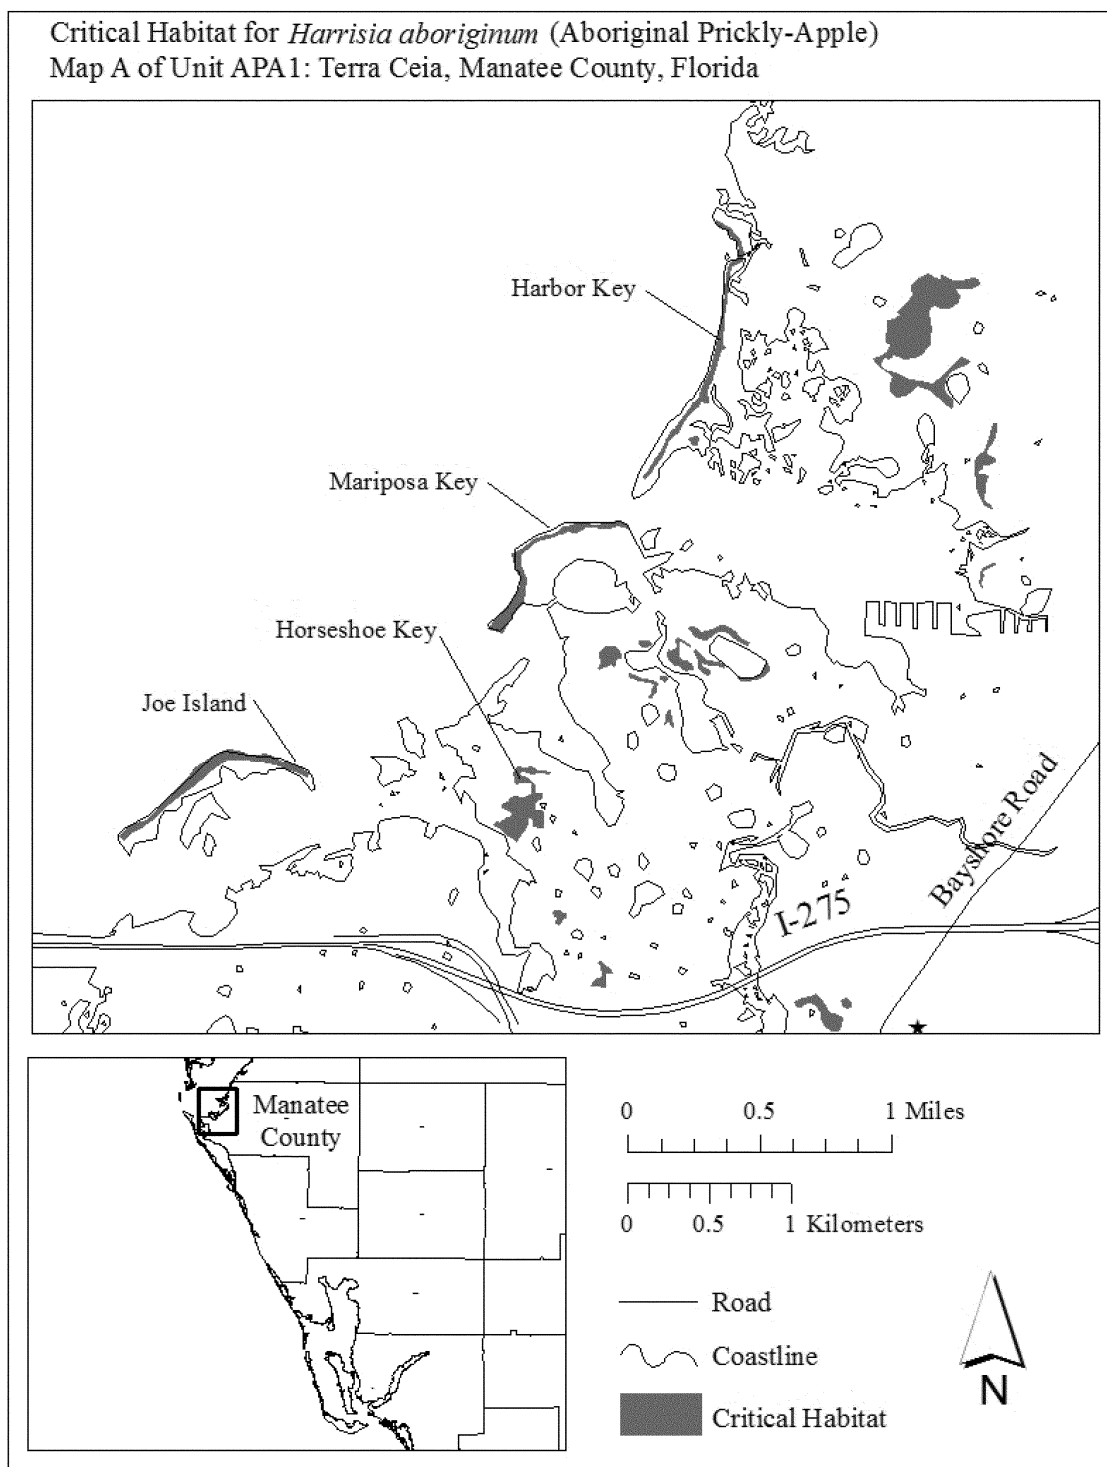 Critical Habitat for Harrisia aboriginum (Aboriginal Prickly-Apple)
Map A of Unit APA1: Terra Ceia, Manatee County, Florida
Harbor Key
Mariposa Key
Horseshoe Key
Joe Island
Bayshore Road
I-275
Manatee
County
0 0.5 1 Miles
0 0.5 1 Kilometers
Road
Coastline
Critical Habitat
N